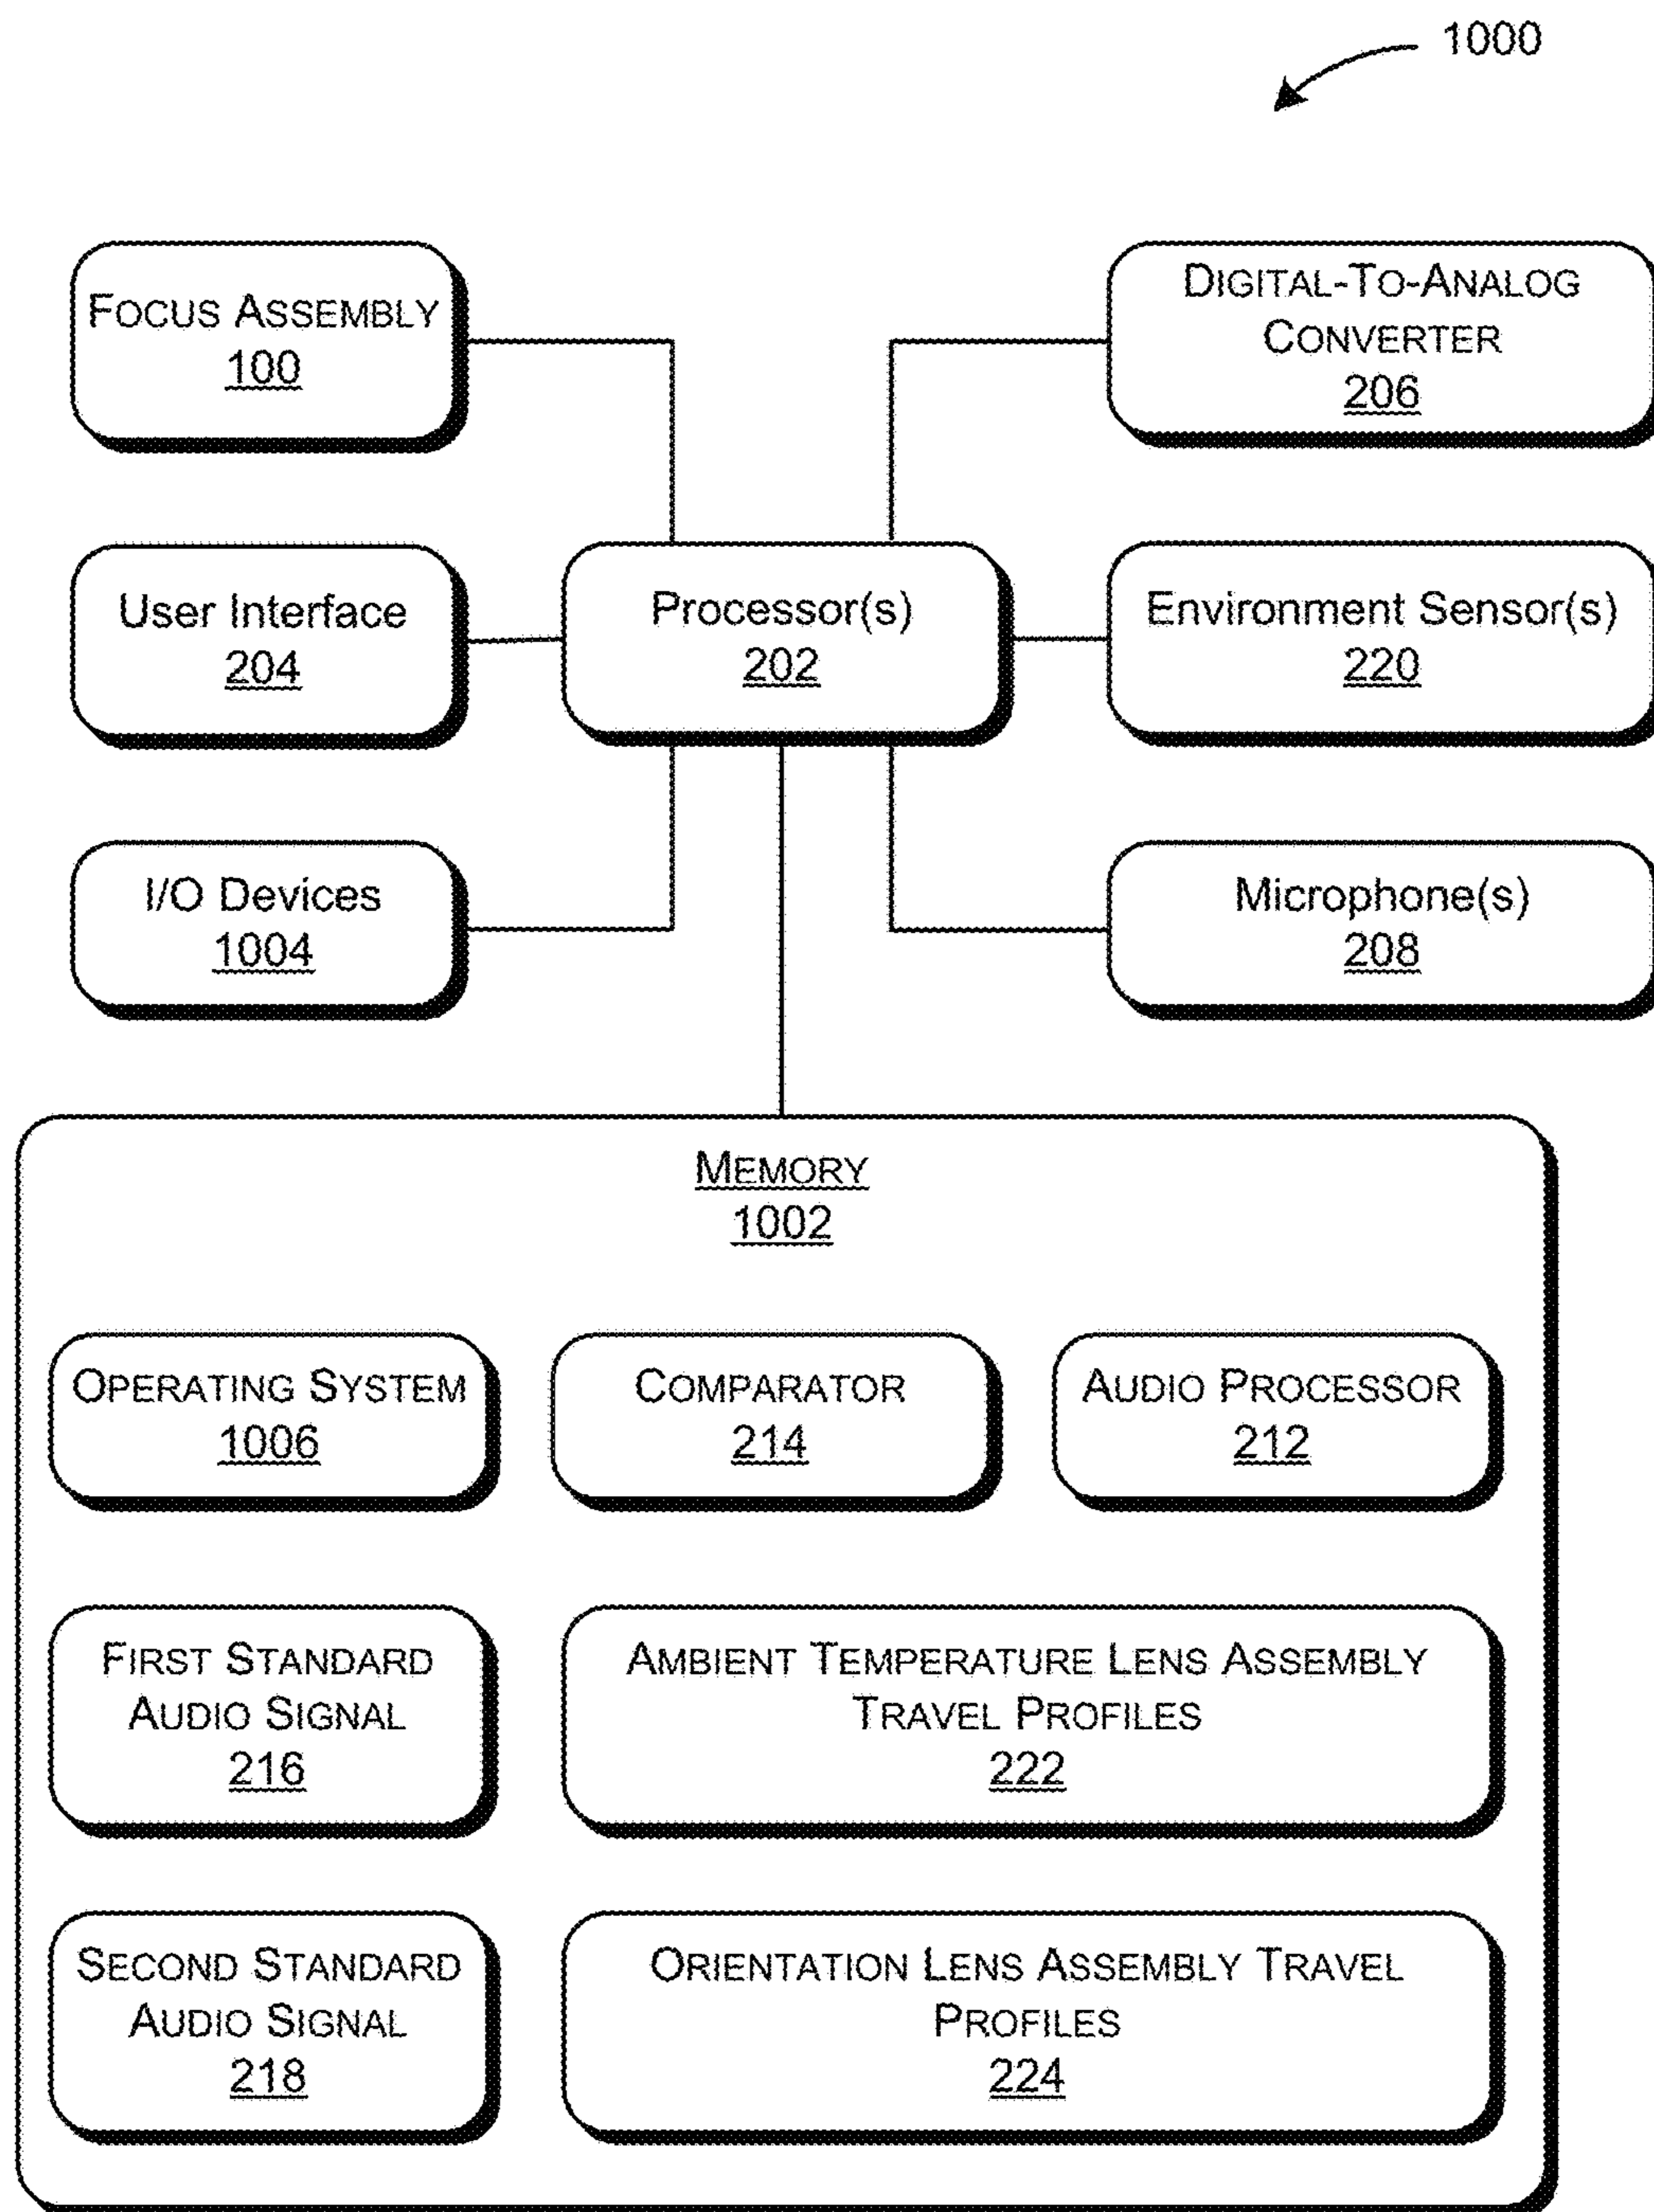 1000
FOCUS ASSEMBLY
100
DIGITAL-TO-ANALOG
CONVERTER
206
User Interface
204
Processor(s)
202
Environment Sensor(s)
220
I/O Devices
1004
Microphone(s)
208
MEMORY
1002
OPERATING SYSTEM
1006
COMPARATOR
214
AUDIO PROCESSOR
212
FIRST STANDARD
AUDIO SIGNAL
216
AMBIENT TEMPERATURE LENS ASSEMBLY
TRAVEL PROFILES
222
SECOND STANDARD
AUDIO SIGNAL
218
ORIENTATION LENS ASSEMBLY TRAVEL
PROFILES
224